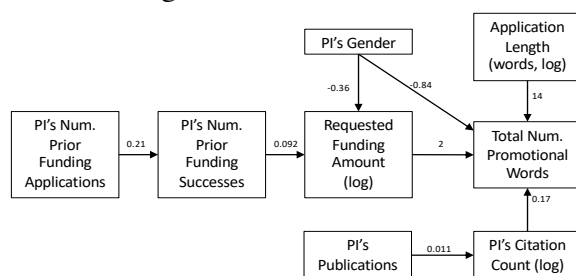 PI's Gender
Application
Length
(words, log)
-0.36
-0.84
14
PI's Num.
Prior
Funding
Applications
0.21
PI's Num.
Prior
Funding
Successes
0.092
Requested
Funding
Amount
(log)
2
Total Num.
Promotional
Words
0.17
PI's
Publications
0.011
PI's Citation
Count (log)